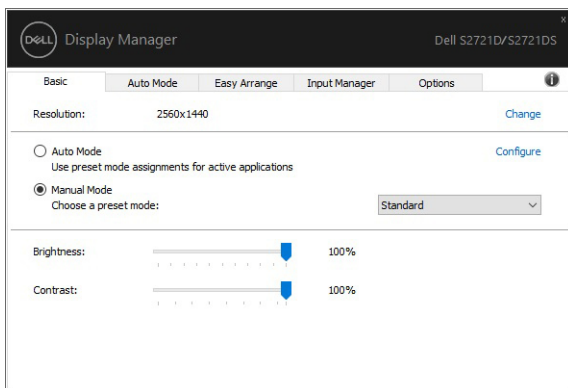 DELL Display Manager Dell S2721D/S2721DS
Basic Auto Mode Easy Arrange Input Manager Options
Resolution: 2560x1440 Change
Auto Mode Configure
Use preset mode assignments for active applications
Manual Mode
Choose a preset mode: Standard
Brightness: 100%
Contrast: 100%